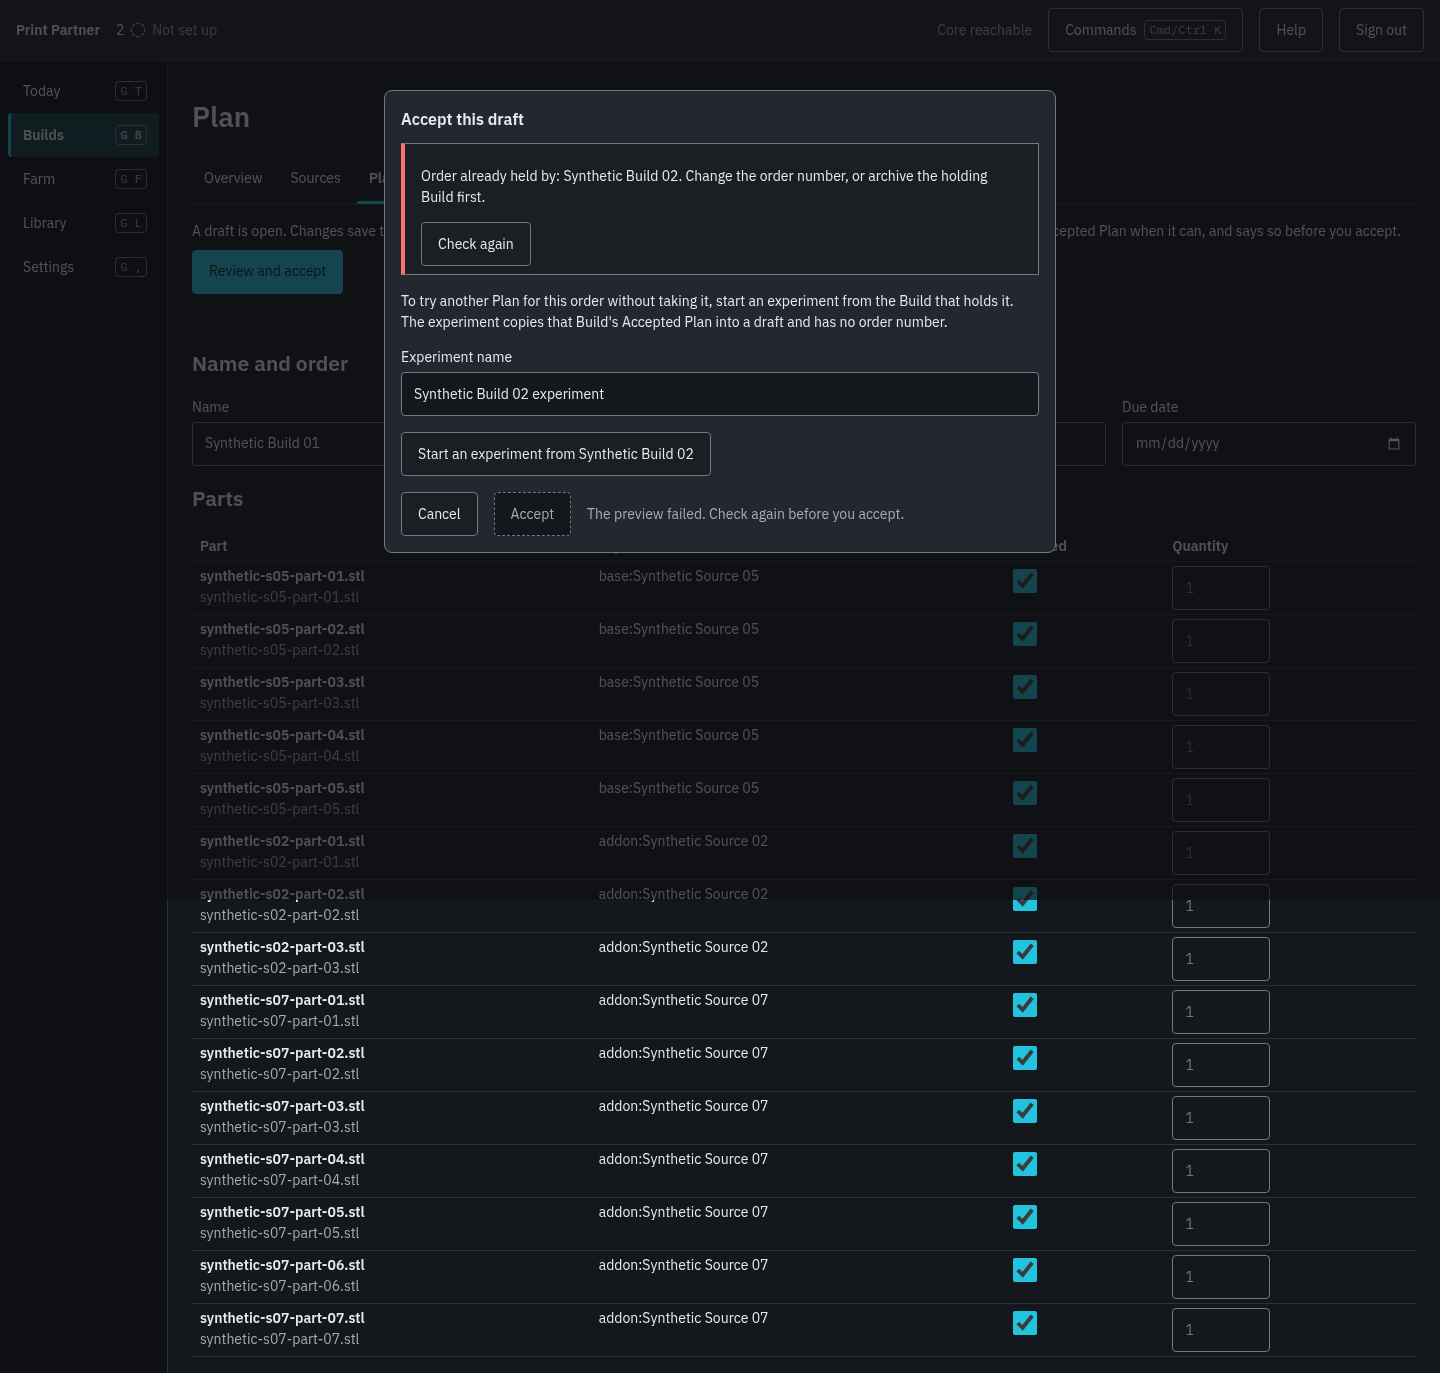 Print Partner 2 Not set up Core reachable Commands Cmd/Ctrl K Help Sign out
Today G T
Builds G B
Farm G F
Library G L
Settings G ,
Plan
Overview Sources
A draft is open. Changes save
cepted Plan when it can, and says so before you accept.
Review and accept
Name and order
Name Due date
Synthetic Build 01 mm/dd/yyyy
Parts
Accept this draft
Order already held by: Synthetic Build 02. Change the order number, or archive the holding
Build first.
Check again
To try another Plan for this order without taking it, start an experiment from the Build that holds it.
The experiment copies that Build's Accepted Plan into a draft and has no order number.
Experiment name
Synthetic Build 02 experiment
Start an experiment from Synthetic Build 02
Cancel Accept The preview failed. Check again before you accept.
Part Quantity
synthetic-s05-part-01.stl base:Synthetic Source 05 1
synthetic-s05-part-01.stl
synthetic-s05-part-02.stl base:Synthetic Source 05 1
synthetic-s05-part-02.stl
synthetic-s05-part-03.stl base:Synthetic Source 05 1
synthetic-s05-part-03.stl
synthetic-s05-part-04.stl base:Synthetic Source 05 1
synthetic-s05-part-04.stl
synthetic-s05-part-05.stl base:Synthetic Source 05 1
synthetic-s05-part-05.stl
synthetic-s02-part-01.stl addon:Synthetic Source 02 1
synthetic-s02-part-01.stl
synthetic-s02-part-02.stl addon:Synthetic Source 02 1
synthetic-s02-part-02.stl
synthetic-s02-part-03.stl addon:Synthetic Source 02 1
synthetic-s02-part-03.stl
synthetic-s07-part-01.stl addon:Synthetic Source 07 1
synthetic-s07-part-01.stl
synthetic-s07-part-02.stl addon:Synthetic Source 07 1
synthetic-s07-part-02.stl
synthetic-s07-part-03.stl addon:Synthetic Source 07 1
synthetic-s07-part-03.stl
synthetic-s07-part-04.stl addon:Synthetic Source 07 1
synthetic-s07-part-04.stl
synthetic-s07-part-05.stl addon:Synthetic Source 07 1
synthetic-s07-part-05.stl
synthetic-s07-part-06.stl addon:Synthetic Source 07 1
synthetic-s07-part-06.stl
synthetic-s07-part-07.stl addon:Synthetic Source 07 1
synthetic-s07-part-07.stl